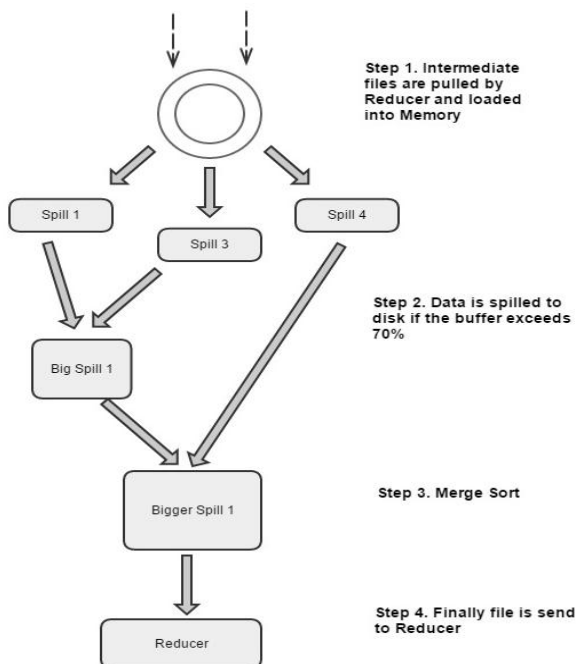 Step 1. Intermediate
files are pulled by
Reducer and loaded
into Memory
Spill 1
Spill 3
Spill 4
Step 2. Data is spilled to
disk if the buffer exceeds
70%
Big Spill 1
Bigger Spill 1
Step 3. Merge Sort
Step 4. Finally file is send
to Reducer
Reducer